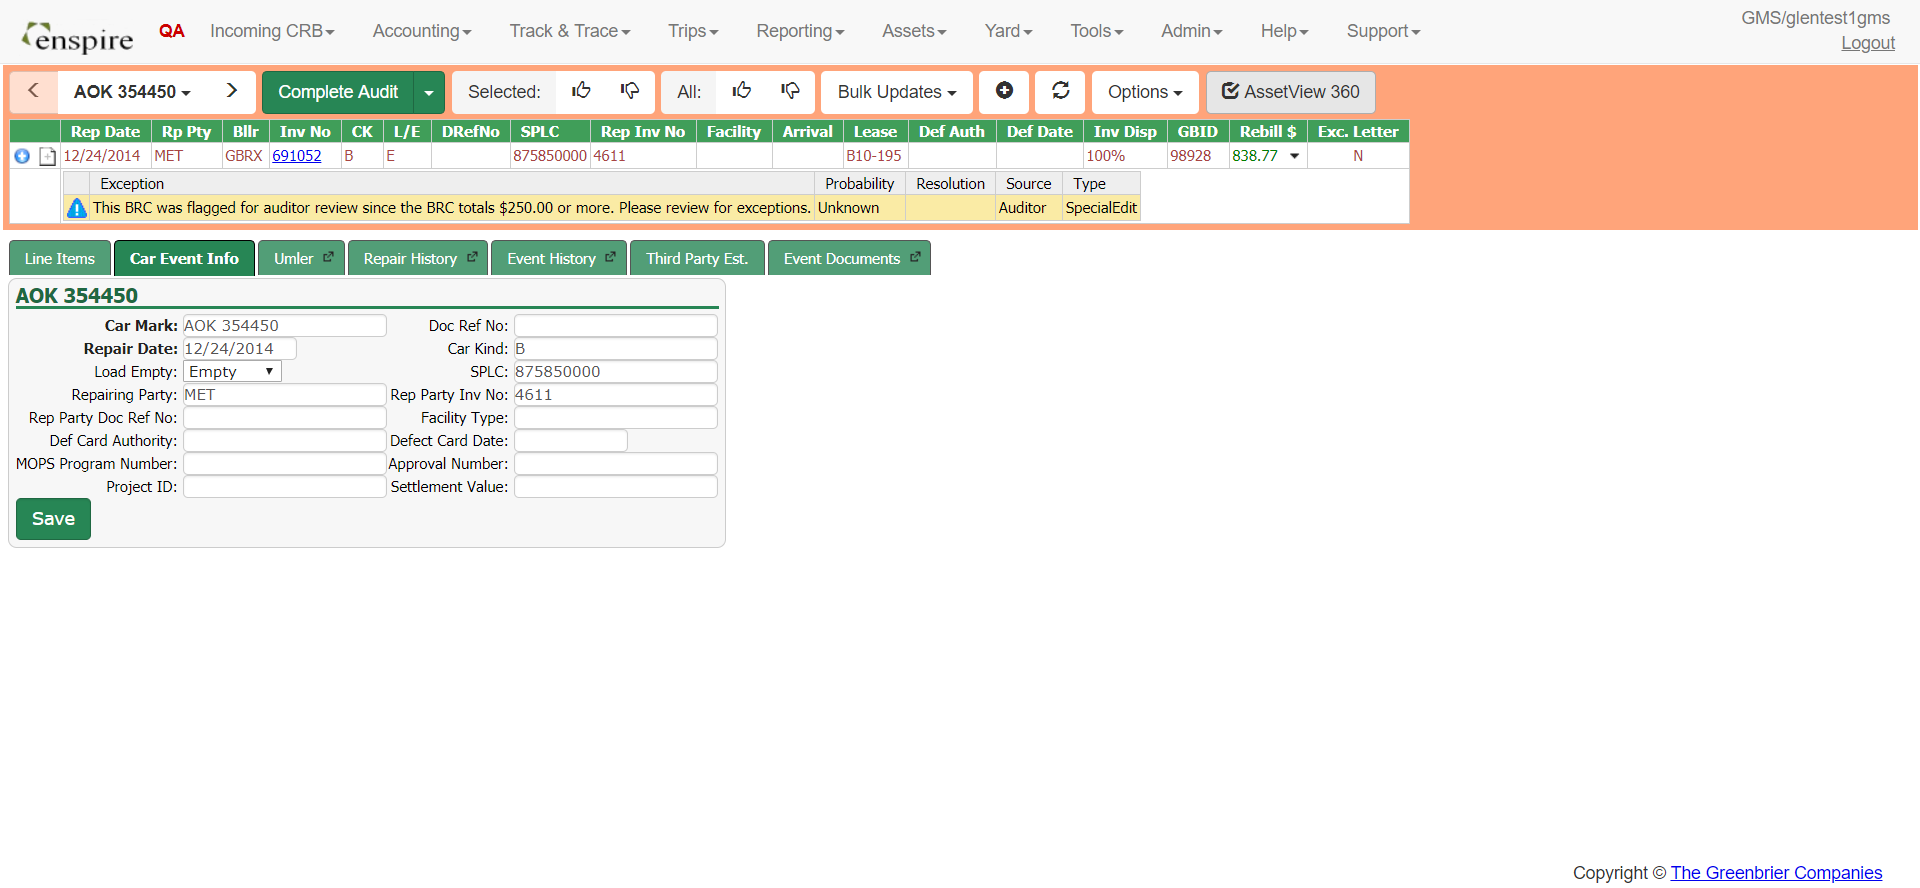 enspire QA Incoming CRB Accounting Track & Trace Trips Reporting Assets Yard Tools Admin Help Support GMS/glentest1gms
Logout
AOK 354450 Complete Audit Selected: All: Bulk Updates Options AssetView 360
Rep Date Rp Pty Bllr Inv No CK L/E DRefNo SPLC Rep Inv No Facility Arrival Lease Def Auth Def Date Inv Disp GBID Rebill $ Exc. Letter
12/24/2014 MET GBRX 691052 B E 875850000 4611 B10-195 100% 98928 838.77 N
Exception Probability Resolution Source Type
This BRC was flagged for auditor review since the BRC totals $250.00 or more. Please review for exceptions. Unknown Auditor SpecialEdit
Line Items Car Event Info Umler Repair History Event History Third Party Est. Event Documents
AOK 354450
Car Mark: AOK 354450 Doc Ref No:
Repair Date: 12/24/2014 Car Kind: B
Load Empty: Empty SPLC: 875850000
Repairing Party: MET Rep Party Inv No: 4611
Rep Party Doc Ref No: Facility Type:
Def Card Authority: Defect Card Date:
MOPS Program Number: Approval Number:
Project ID: Settlement Value:
Save
Copyright © The Greenbrier Companies